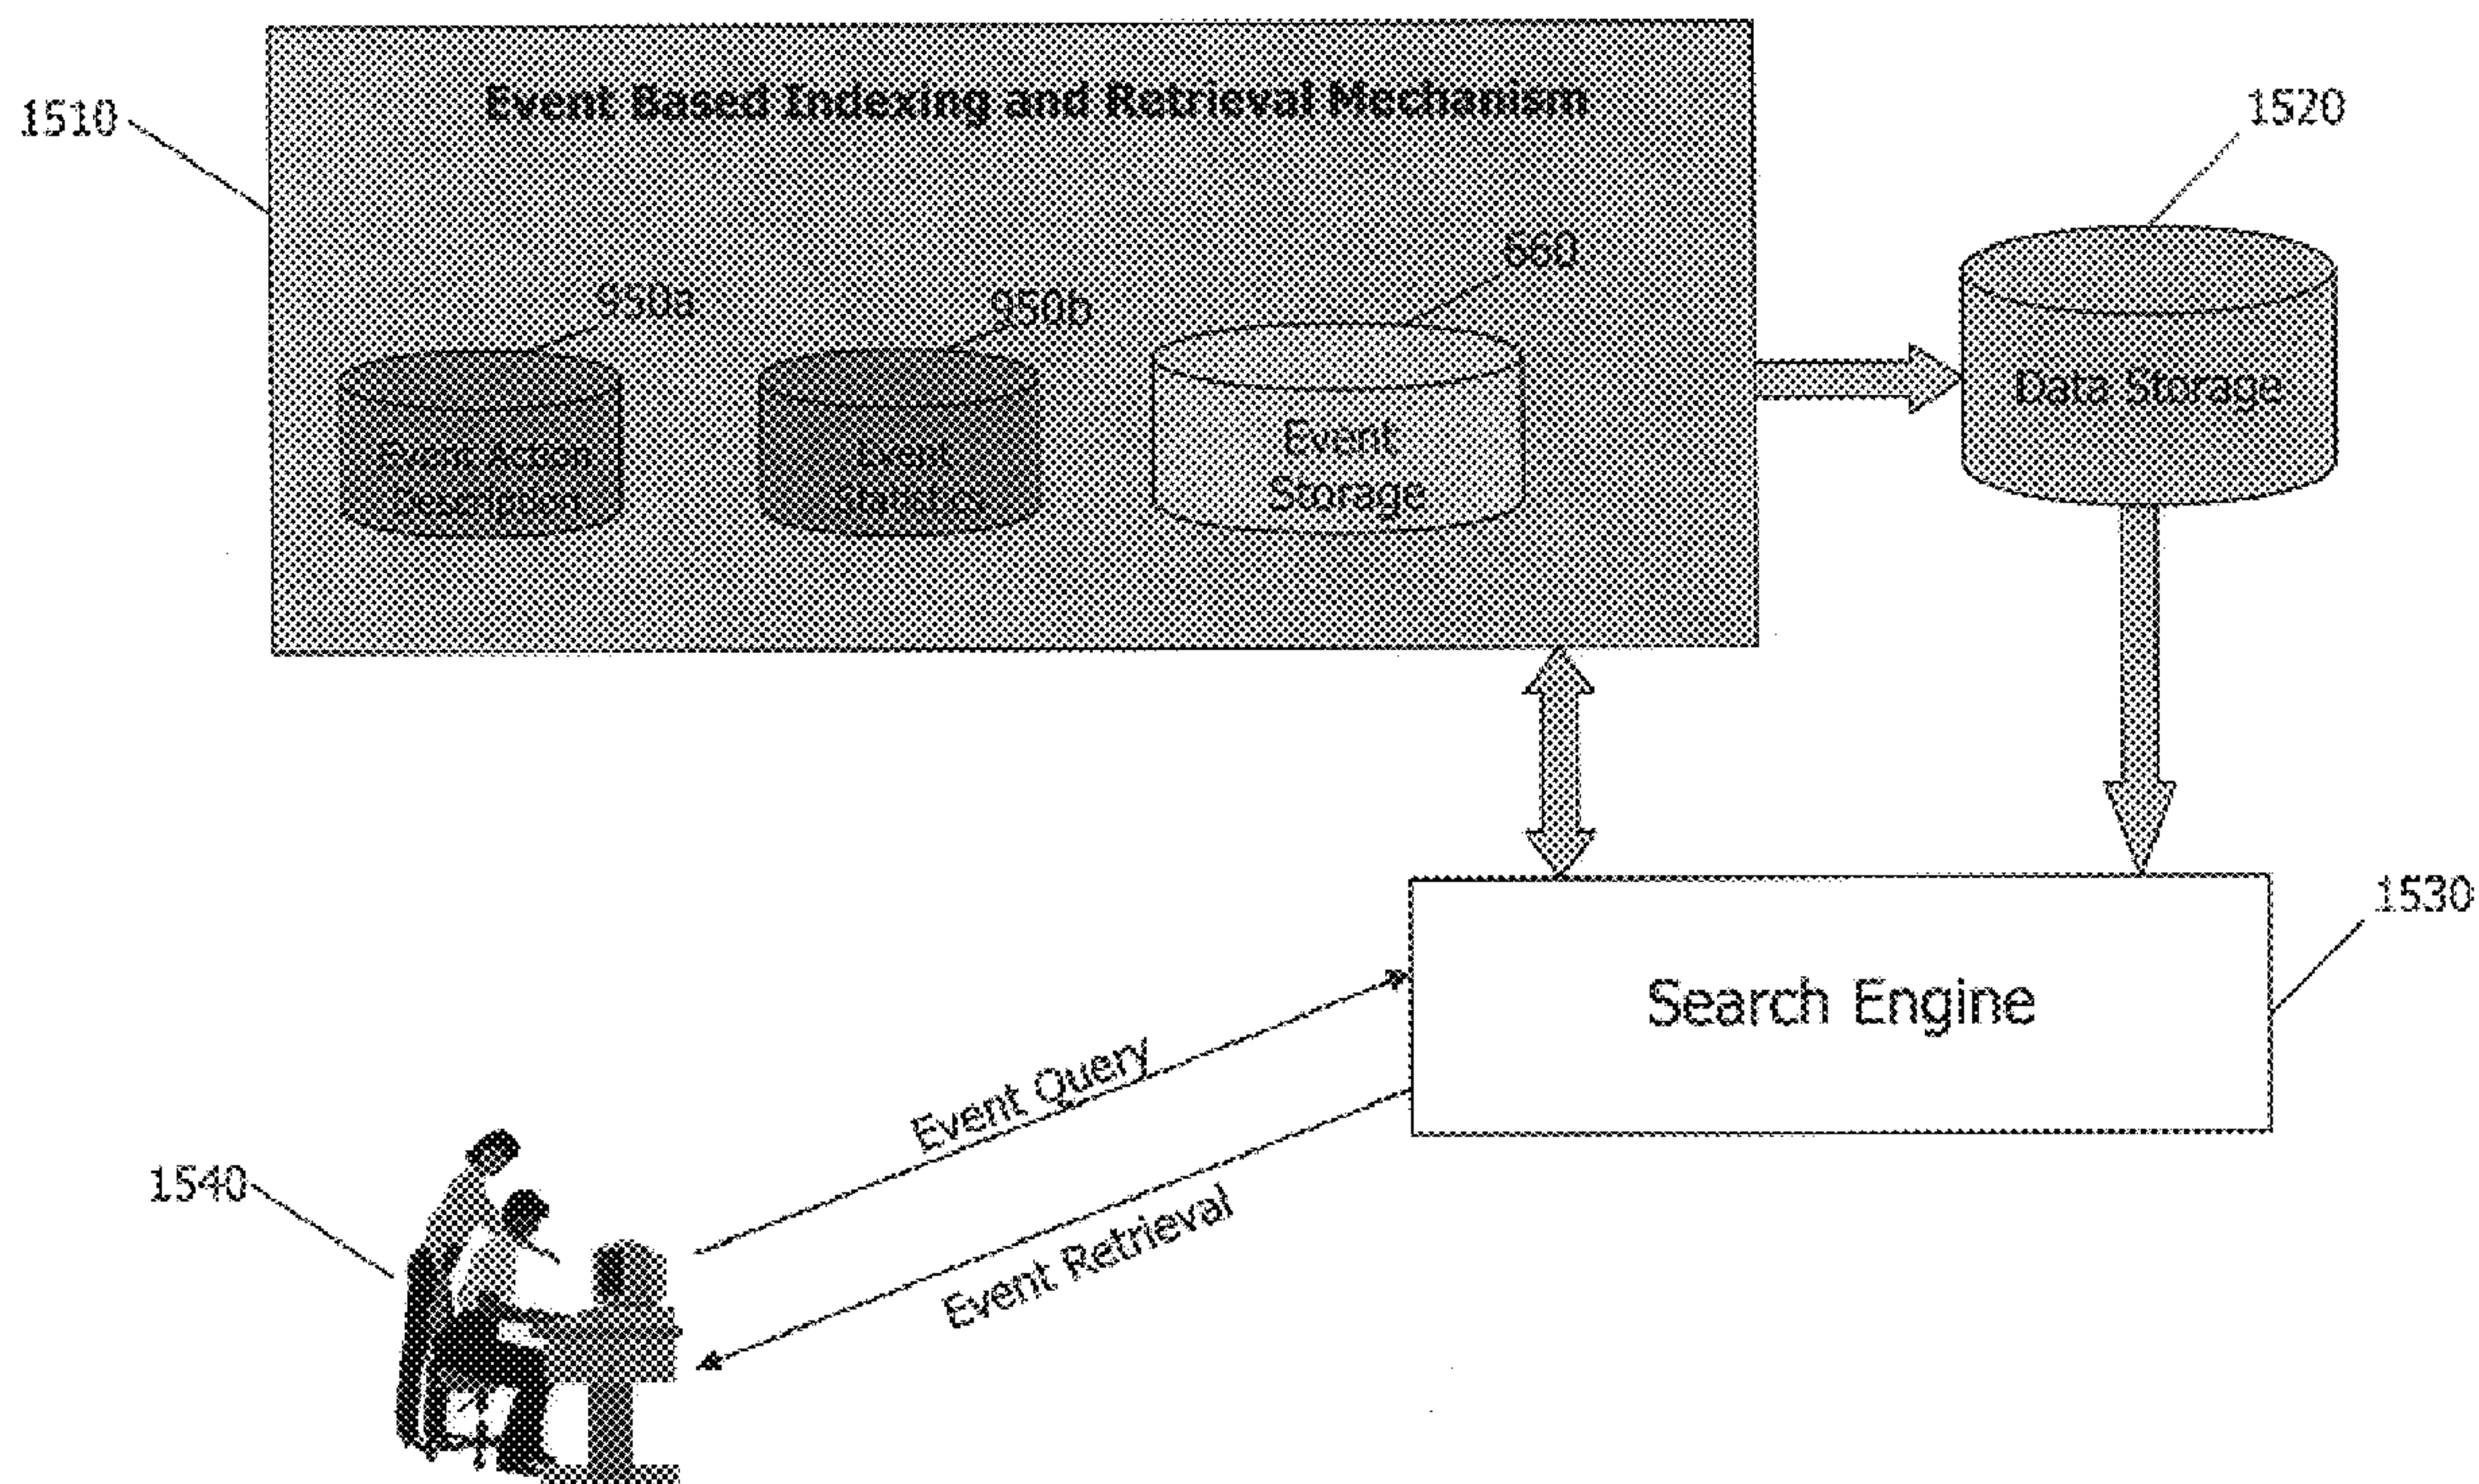 Event Based Indexing and Retrieval Mechanism
1510
1520
660
950a
950b
Event Action
Description
Event
Statistics
Event
Storage
Data Storage
1530
Search Engine
Event Query
Event Retrieval
1540